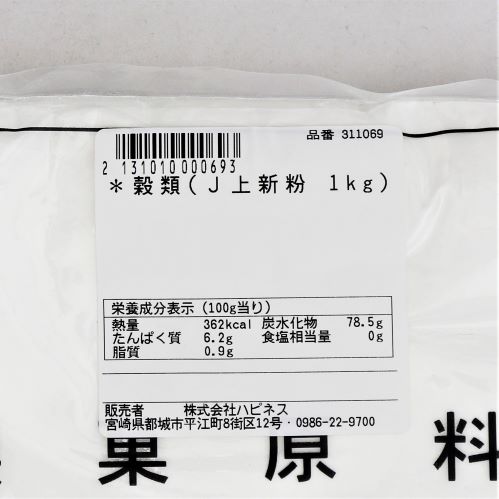 品番 311069
2 131010 000693
*穀類(J上新粉 1kg)
栄養成分表示 (100g当り)
熱量 362kcal 炭水化物 78.5g
たんぱく質 6.2g 食塩相当量 0g
脂質 0.9g
販売者 株式会社ハピネス
宮崎県都城市平江町8街区12号・0986-22-9700
菓原料